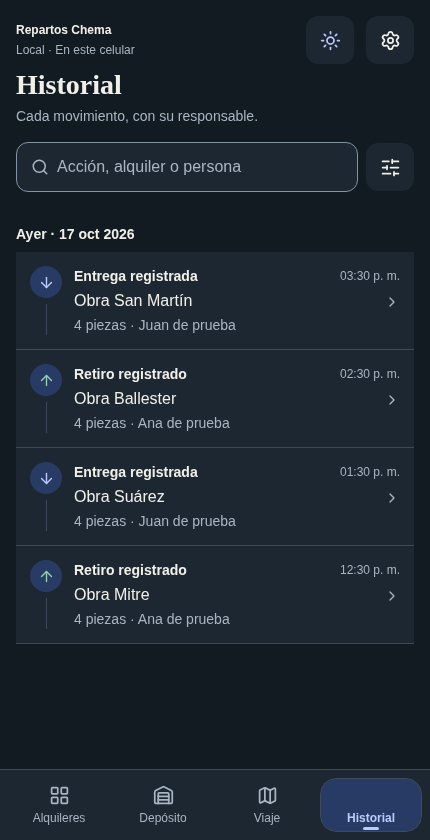 Repartos Chema
Local · En este celular
Historial
Cada movimiento, con su responsable.
Acción, alquiler o persona
Ayer · 17 oct 2026
Entrega registrada 03:30 p. m.
Obra San Martín
4 piezas · Juan de prueba
Retiro registrado 02:30 p. m.
Obra Ballester
4 piezas · Ana de prueba
Entrega registrada 01:30 p. m.
Obra Suárez
4 piezas · Juan de prueba
Retiro registrado 12:30 p. m.
Obra Mitre
4 piezas · Ana de prueba
Alquileres Depósito Viaje Historial